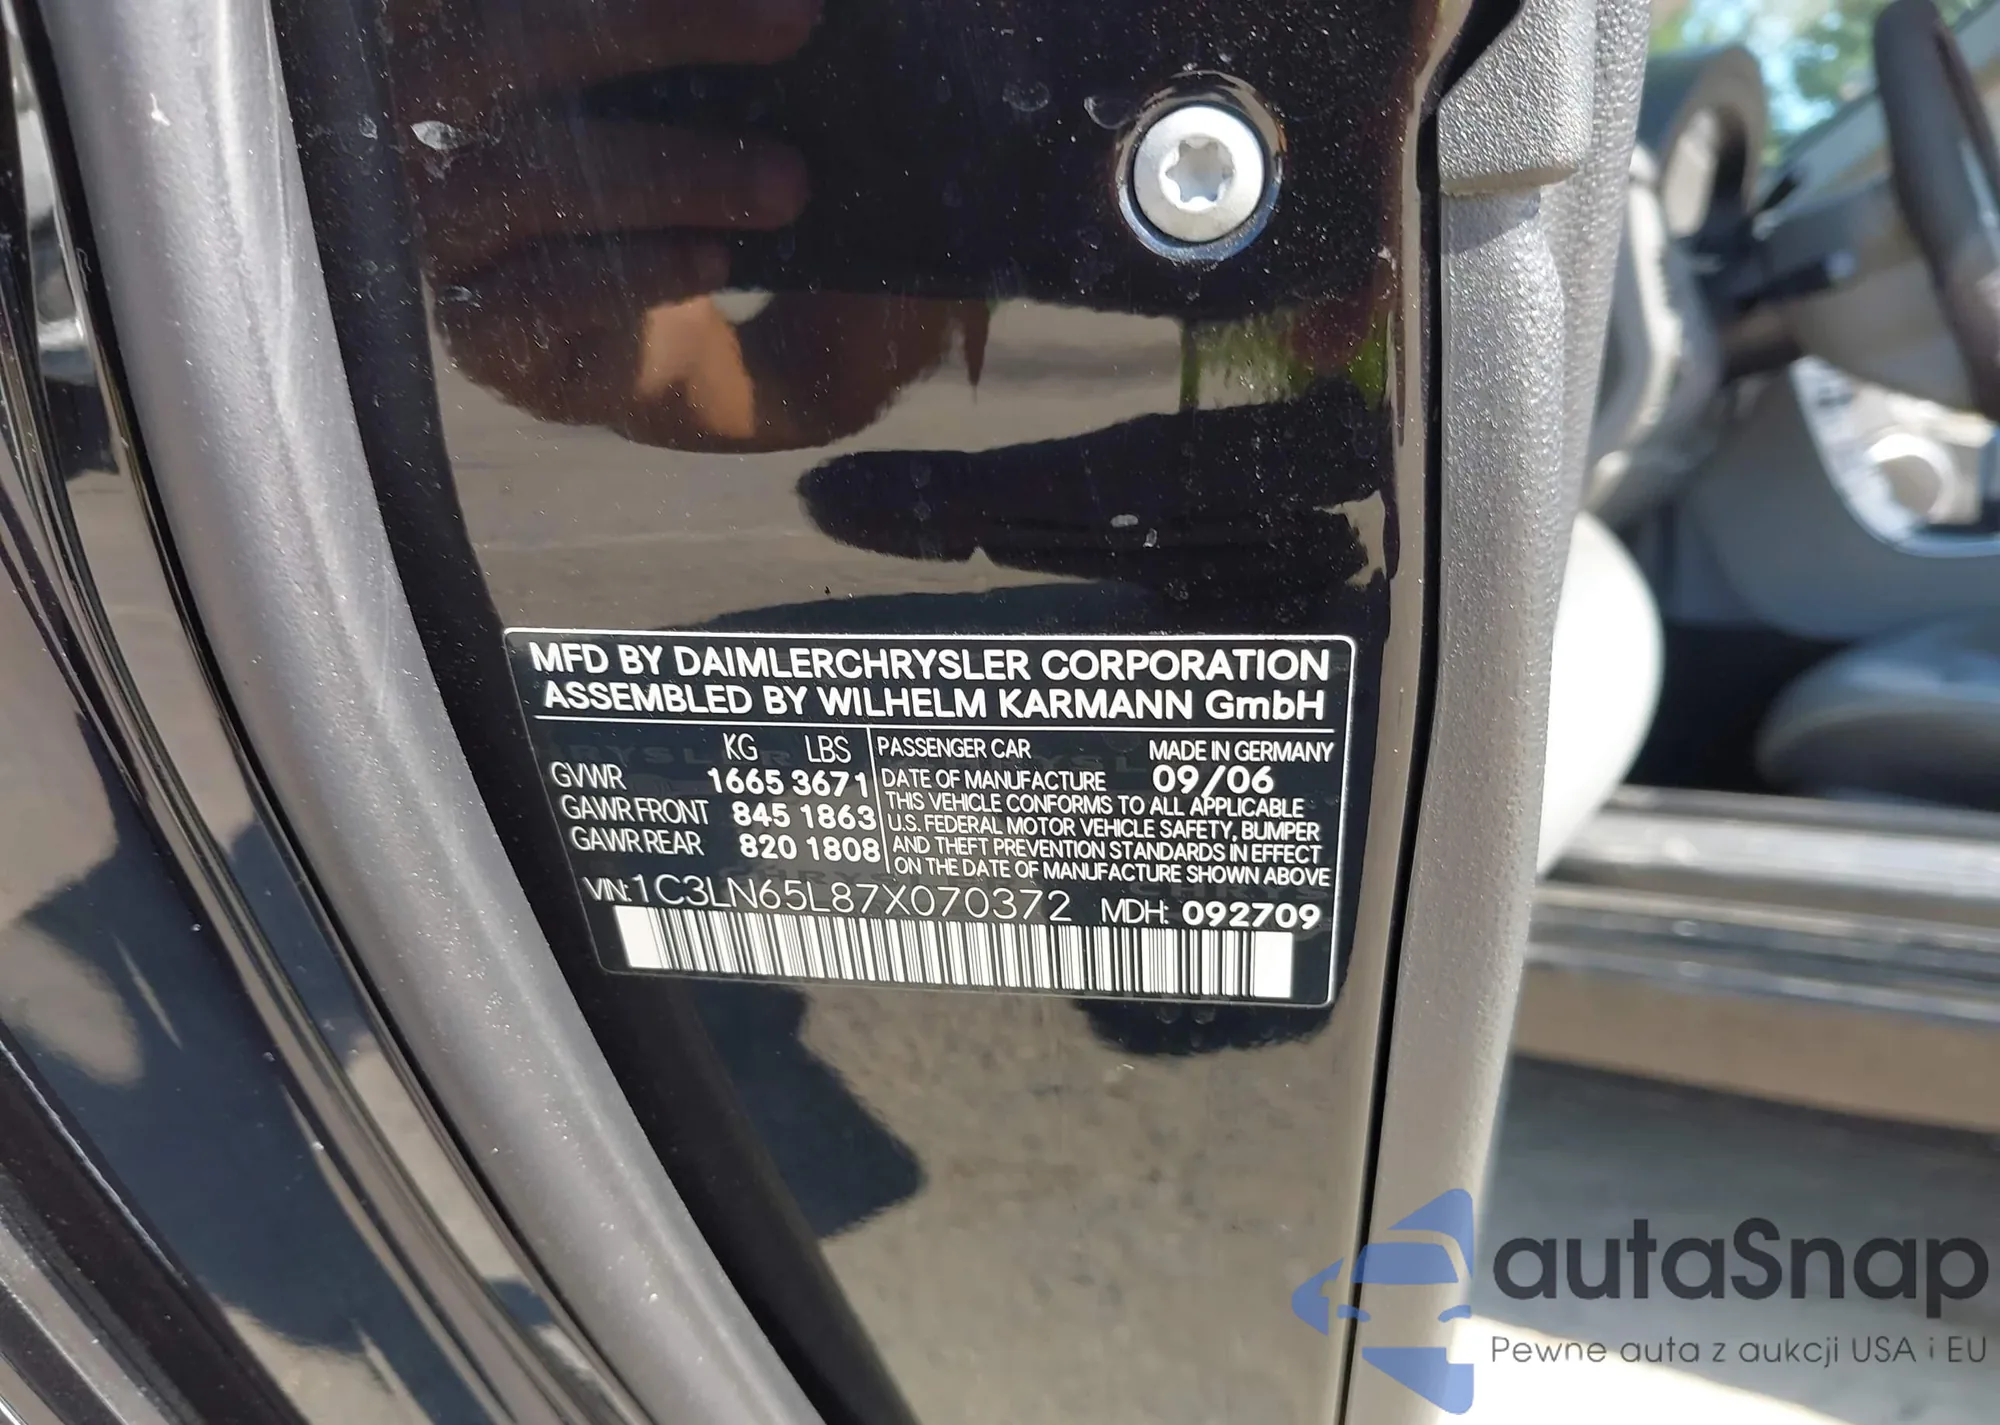 MFD BY DAIMLERCHRYSLER CORPORATION
ASSEMBLED BY WILHELM KARMANN GmbH
KG LBS
GVWR 1665 3671
GAWR FRONT 845 1863
GAWR REAR 820 1808
PASSENGER CAR MADE IN GERMANY
DATE OF MANUFACTURE 09/06
THIS VEHICLE CONFORMS TO ALL APPLICABLE
U.S. FEDERAL MOTOR VEHICLE SAFETY, BUMPER
AND THEFT PREVENTION STANDARDS IN EFFECT
ON THE DATE OF MANUFACTURE SHOWN ABOVE
VIN: 1C3LN65L87X070372 MDH: 092709
autaSnap
Pewne auta z aukcji USA i EU